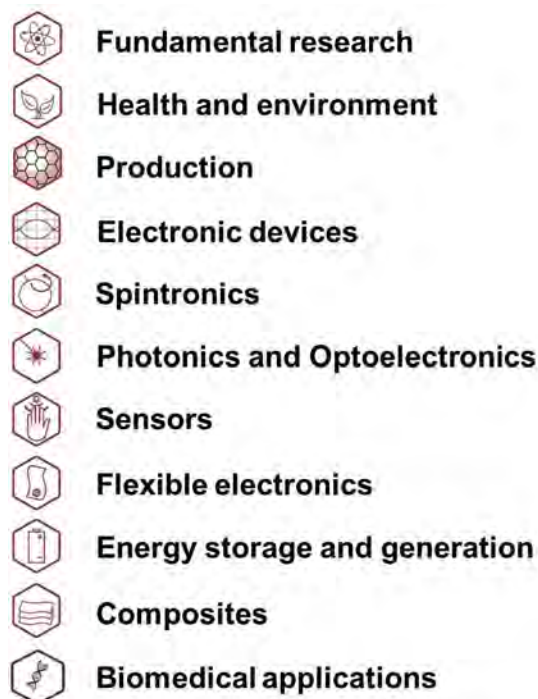 Fundamental research
Health and environment
Production
Electronic devices
Spintronics
Photonics and Optoelectronics
Sensors
Flexible electronics
Energy storage and generation
Composites
Biomedical applications